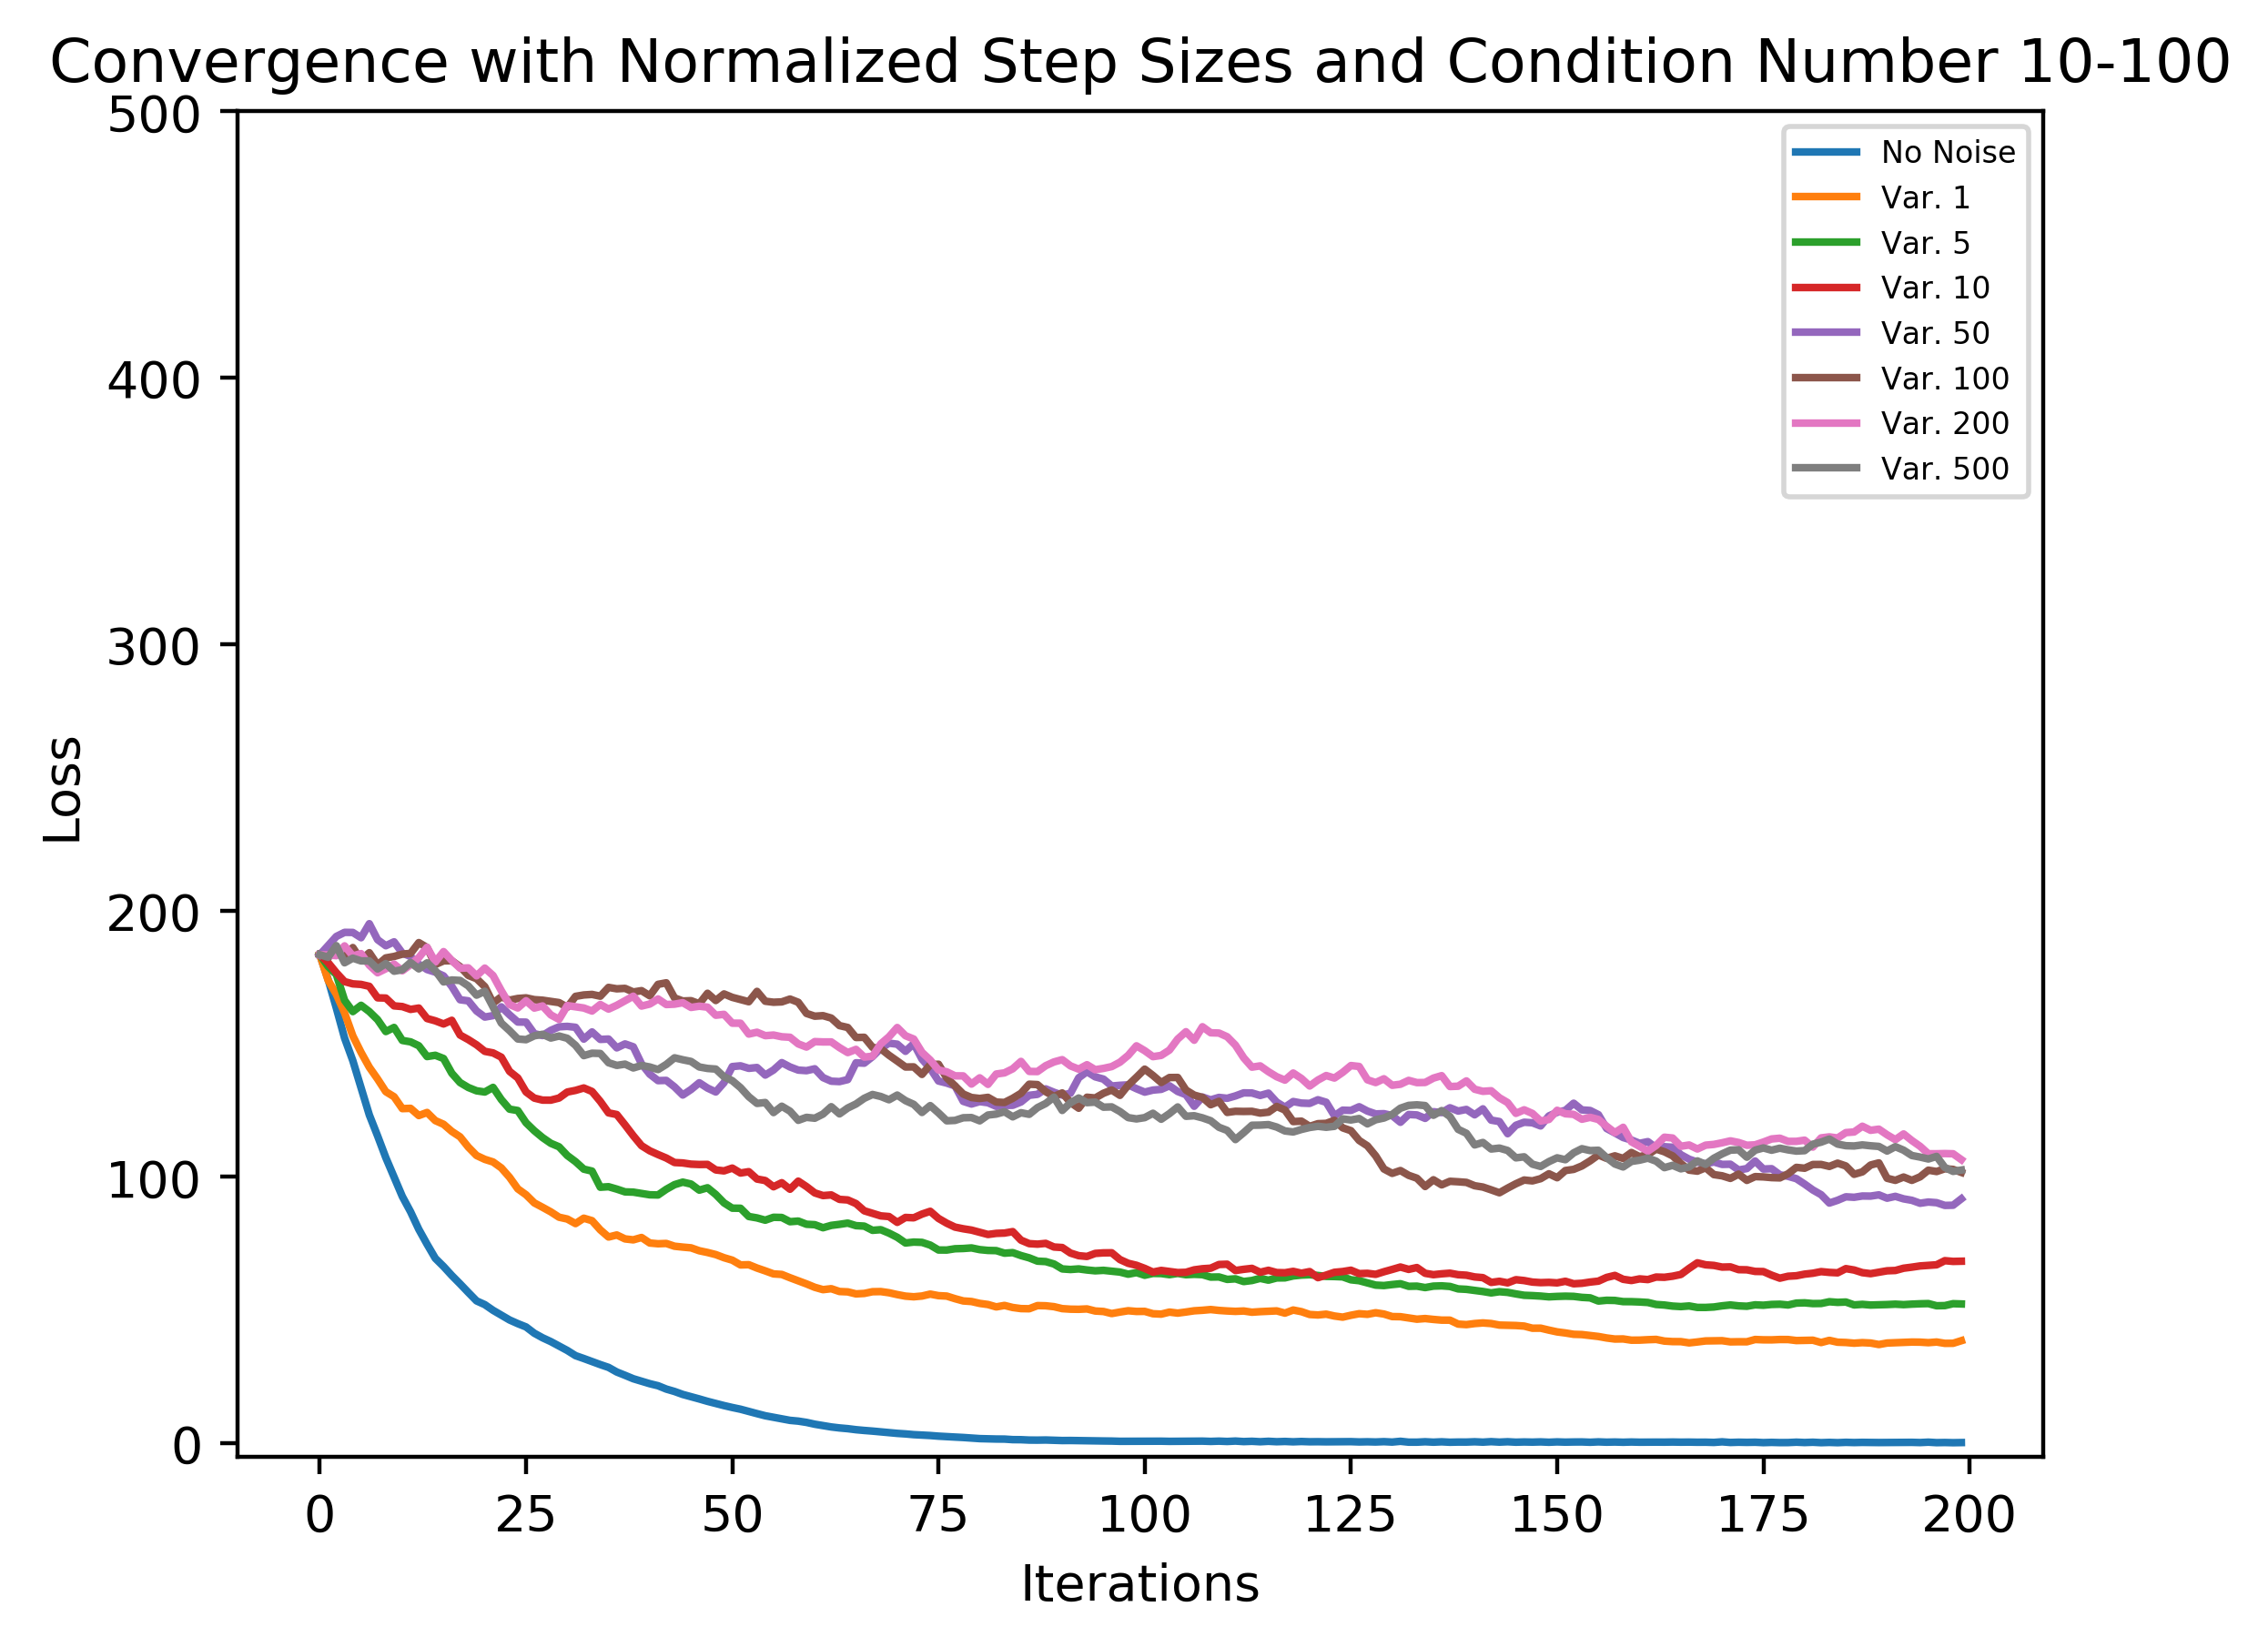 Convergence with Normalized Step Sizes and Condition Number 10-100
500
400
300
200
100
0
Loss
No Noise
Var. 1
Var. 5
Var. 10
Var. 50
Var. 100
Var. 200
Var. 500
0 25 50 75 100 125 150 175 200
Iterations